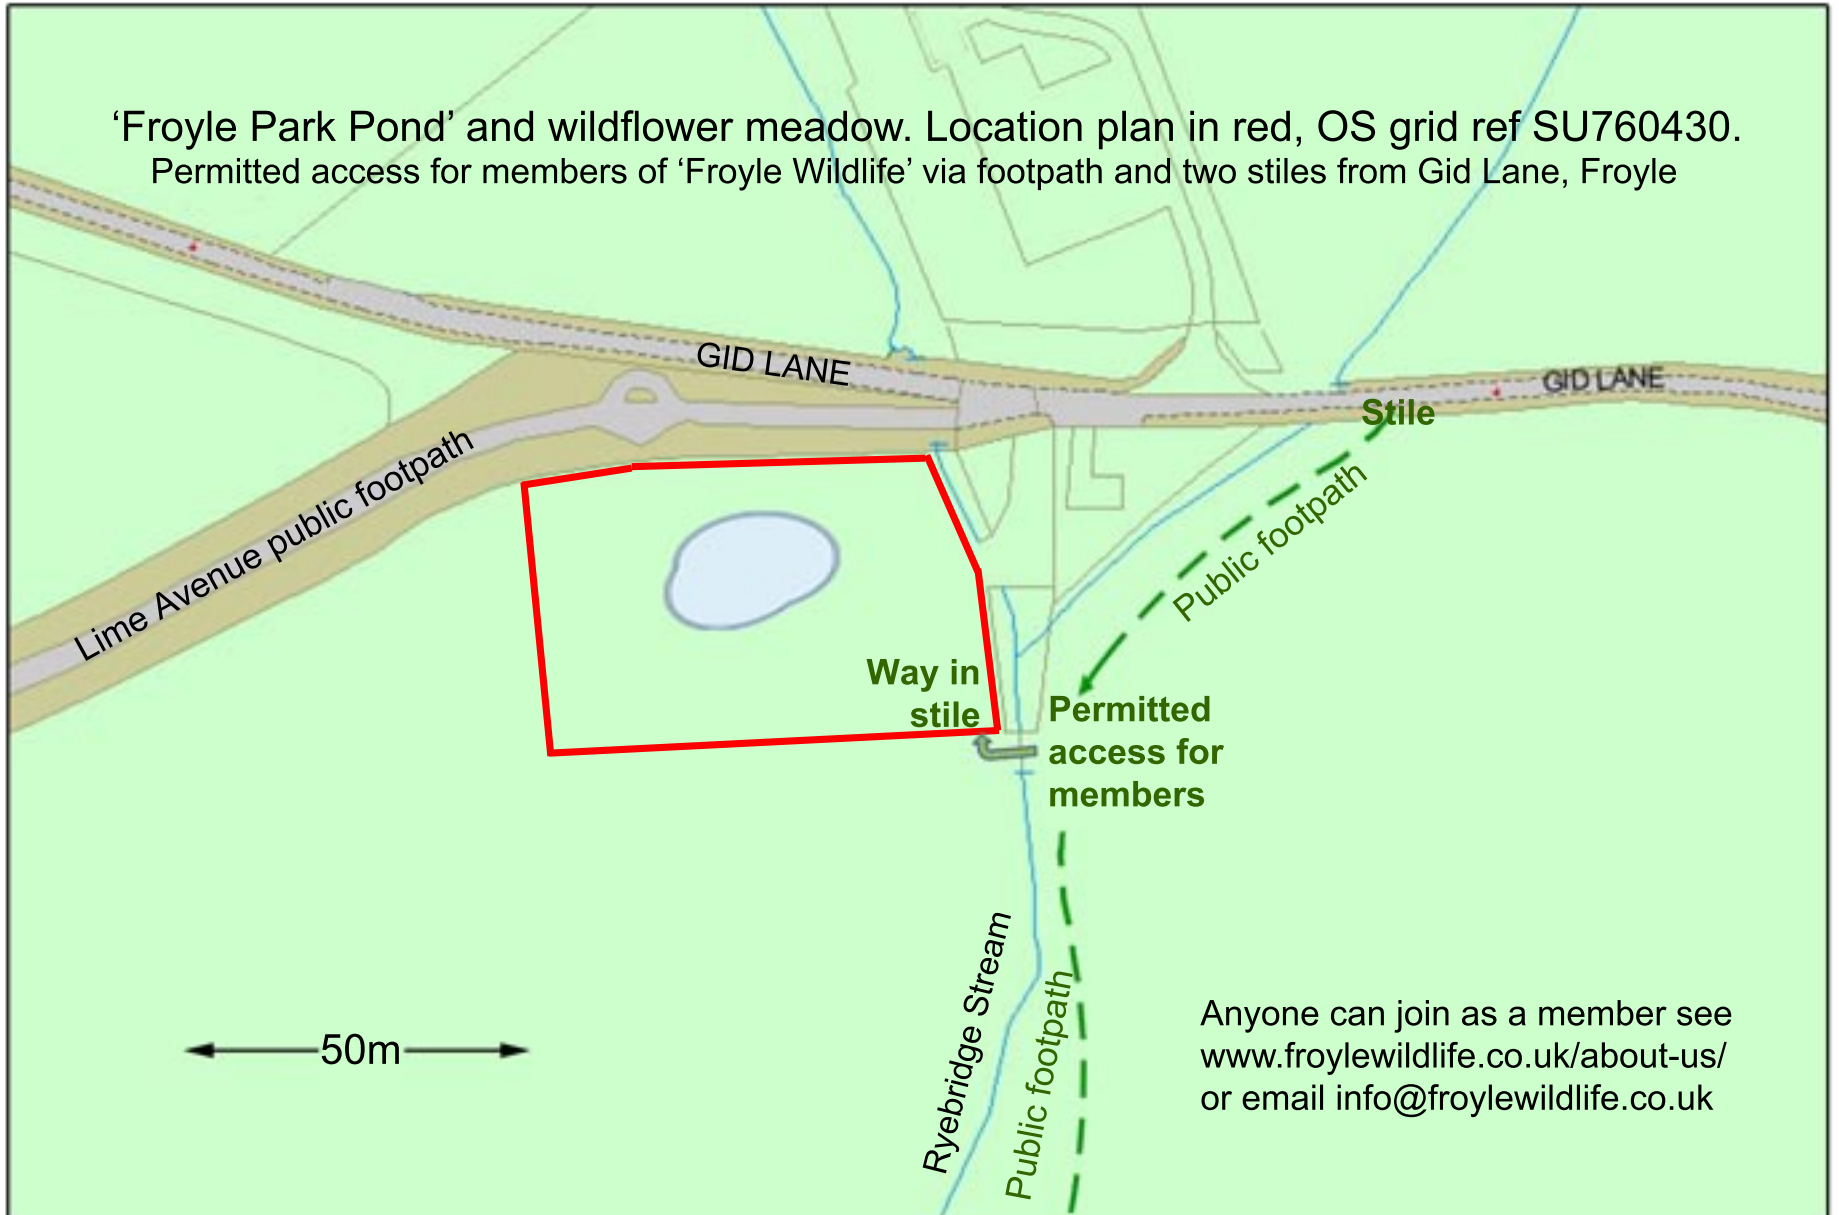 ‘Froyle Park Pond’ and wildflower meadow. Location plan in red, OS grid ref SU760430.
Permitted access for members of ‘Froyle Wildlife’ via footpath and two stiles from Gid Lane, Froyle
GID LANE
GID LANE
Stile
Lime Avenue public footpath
Public footpath
Way in
stile
Permitted
access for
members
Ryebridge Stream
Public footpath
50m
Anyone can join as a member see
www.froylewildlife.co.uk/about-us/
or email info@froylewildlife.co.uk